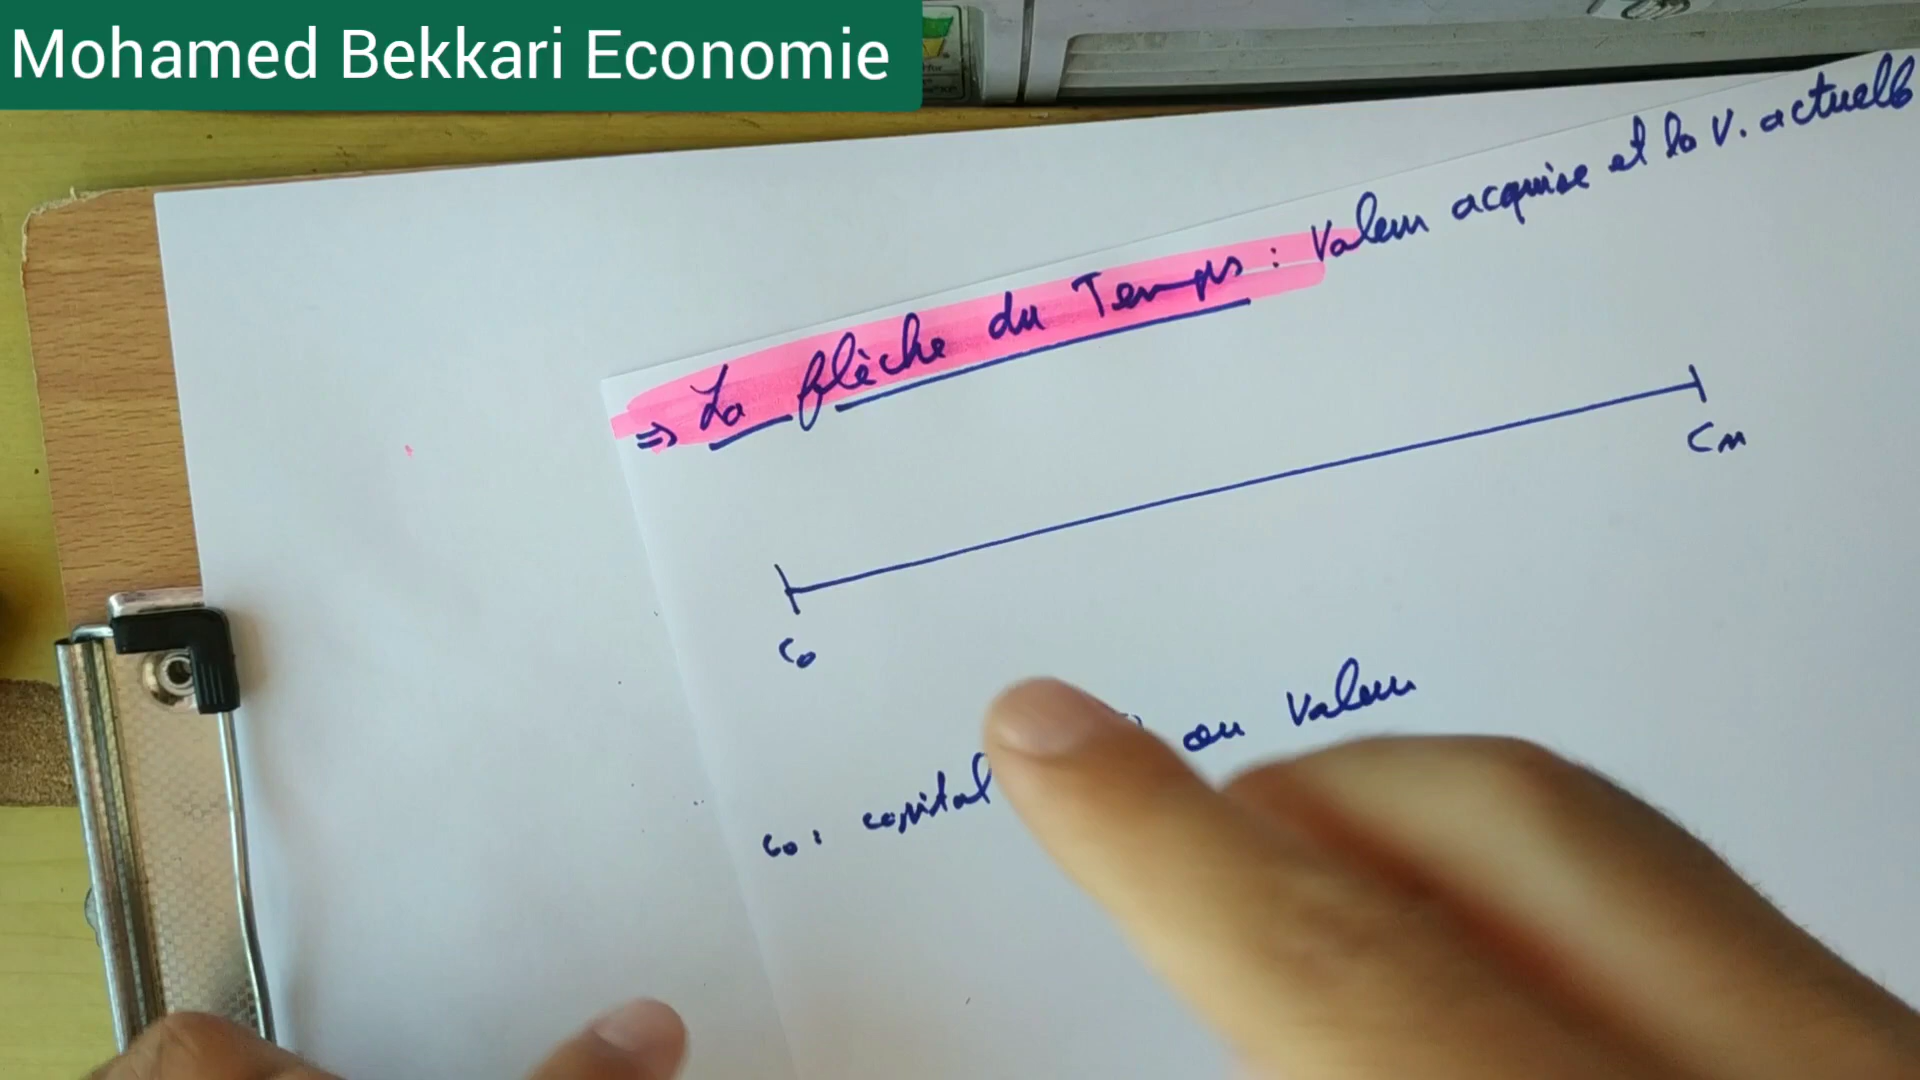 Mohamed Bekkari Economie
⇒ La flèche du Temps : Valeur acquise et la V. actuelle
Cn
C0
C0 : capital ou Valeur